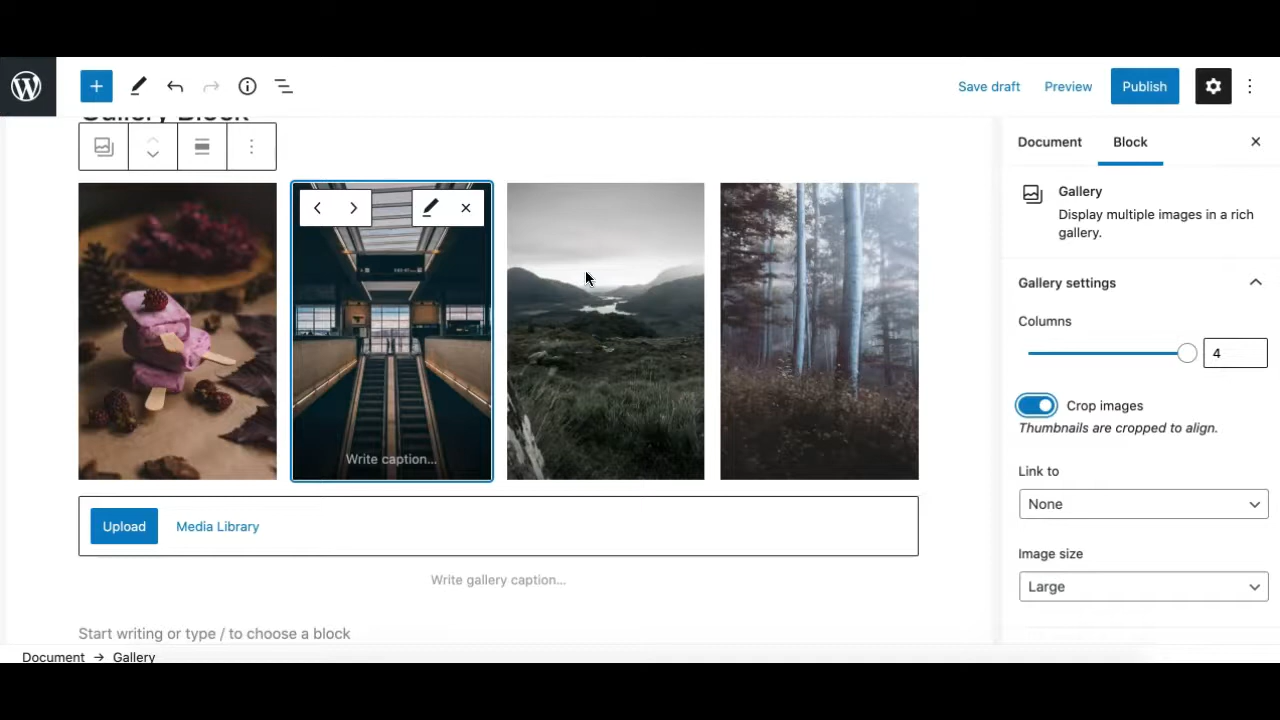 Save draft
Preview
Publish
Gallery Block
Document
Block
Gallery
Display multiple images in a rich
gallery.
Gallery settings
Columns
4
Crop images
Thumbnails are cropped to align.
Link to
None
Image size
Large
Write caption...
Upload
Media Library
Write gallery caption...
Start writing or type / to choose a block
Document → Gallery